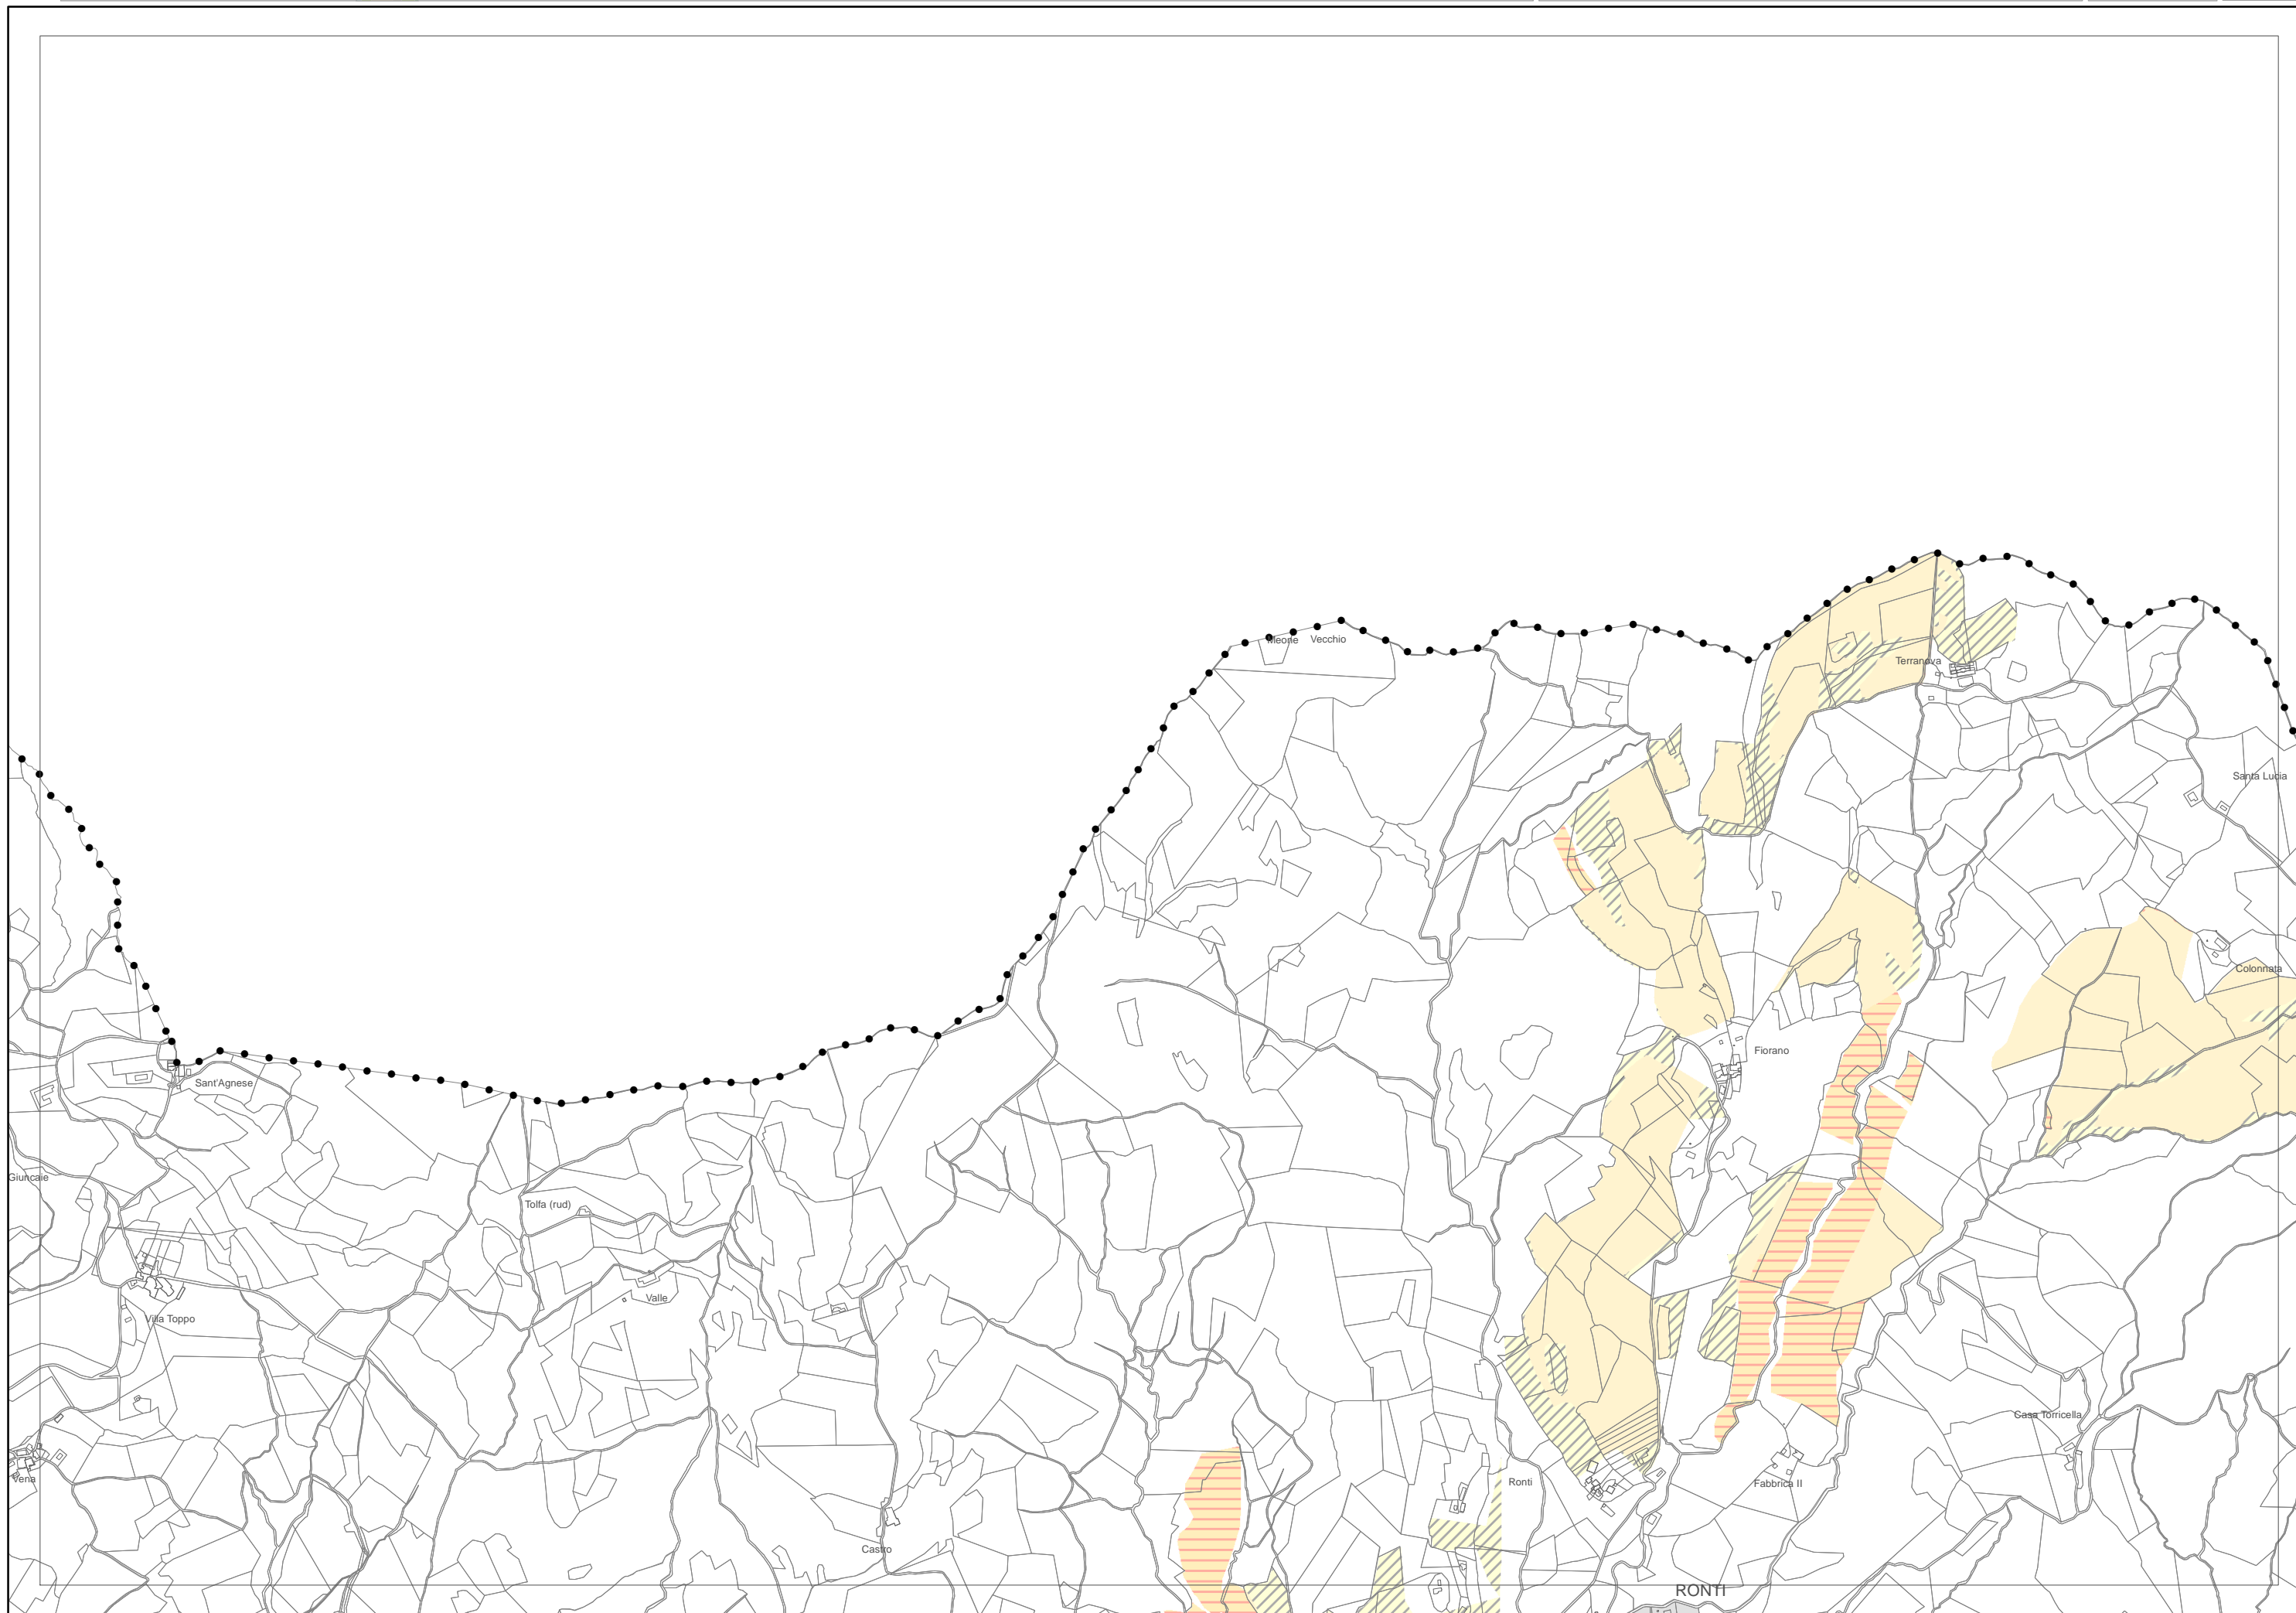 Meone Vecchio
Terranova
Santa Lucia
Colonnata
Fiorano
Sant'Agnese
Giuncaie
Tolfa (rud)
Valle
Villa Toppo
Casa Torricella
Vena
Ronti
Fabbrica II
Castro
RONTI